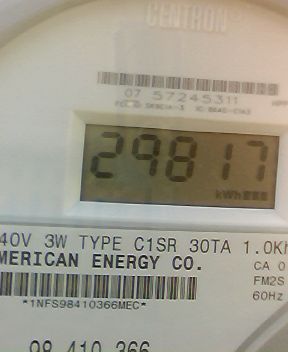 CENTRON®
07 57245311
29817
kWh
40V 3W TYPE C1SR 30TA 1.0Kh
MERICAN ENERGY CO.
CA 0
FM2S
60Hz
*1NFS98410366MEC*
98 410 366